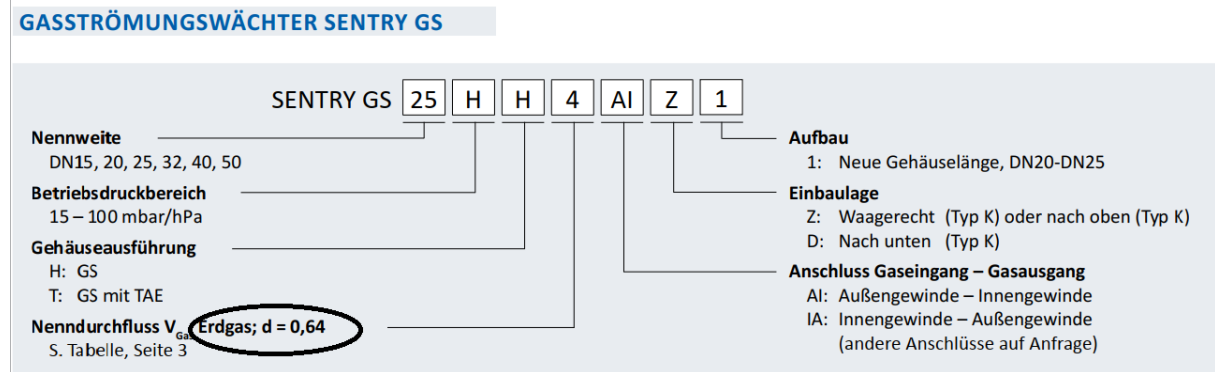 GASSTRÖMUNGSWÄCHTER SENTRY GS
SENTRY GS 25 H H 4 AI Z 1
Nennweite
DN15, 20, 25, 32, 40, 50
Betriebsdruckbereich
15 – 100 mbar/hPa
Gehäuseausführung
H: GS
T: GS mit TAE
Nenndurchfluss VGas Erdgas; d = 0,64
S. Tabelle, Seite 3
Aufbau
1: Neue Gehäuselänge, DN20-DN25
Einbaulage
Z: Waagerecht (Typ K) oder nach oben (Typ K)
D: Nach unten (Typ K)
Anschluss Gaseingang – Gasausgang
AI: Außengewinde – Innengewinde
IA: Innengewinde – Außengewinde
(andere Anschlüsse auf Anfrage)